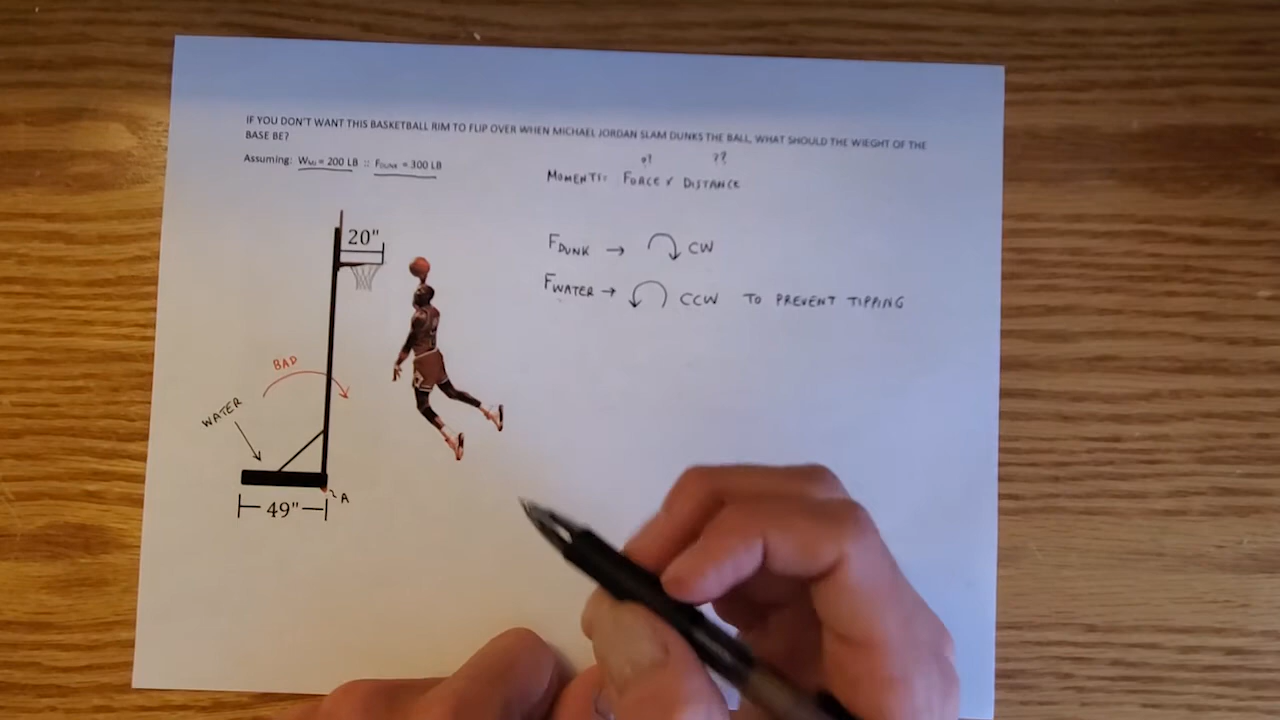 IF YOU DON'T WANT THIS BASKETBALL RIM TO FLIP OVER WHEN MICHAEL JORDAN SLAM DUNKS THE BALL, WHAT SHOULD THE WIEGHT OF THE
BASE BE?
Assuming: WMJ = 200 LB :: FDUNK = 300 LB
?? ??
MOMENTS: FORCE x DISTANCE
20"
FDUNK → CW
FWATER → CCW TO PREVENT TIPPING
BAD
WATER
A
49"